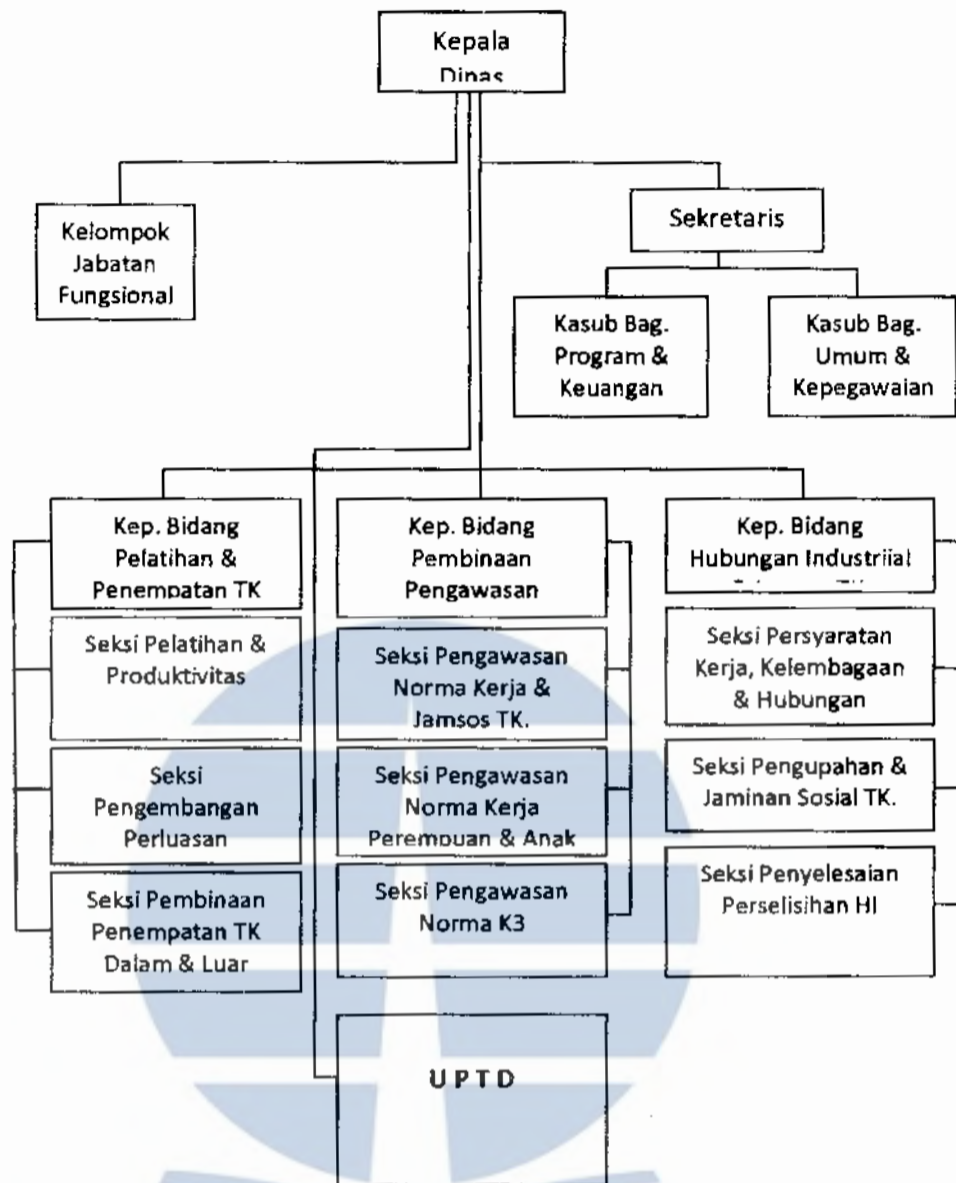 Kepala
Dinas
Kelompok
Jabatan
Fungsional
Sekretaris
Kasub Bag.
Program &
Keuangan
Kasub Bag.
Umum &
Kepegawaian
Kep. Bidang
Pelatihan &
Penempatan TK
Kep. Bidang
Pembinaan
Pengawasan
Kep. Bidang
Hubungan Industriial
Seksi Pelatihan &
Produktivitas
Seksi Pengawasan
Norma Kerja &
Jamsos TK.
Seksi Persyaratan
Kerja, Kelembagaan
& Hubungan
Seksi
Pengembangan
Perluasan
Seksi Pengawasan
Norma Kerja
Perempuan & Anak
Seksi Pengupahan &
Jaminan Sosial TK.
Seksi Pembinaan
Penempatan TK
Dalam & Luar
Seksi Pengawasan
Norma K3
Seksi Penyelesaian
Perselisihan HI
UPTD